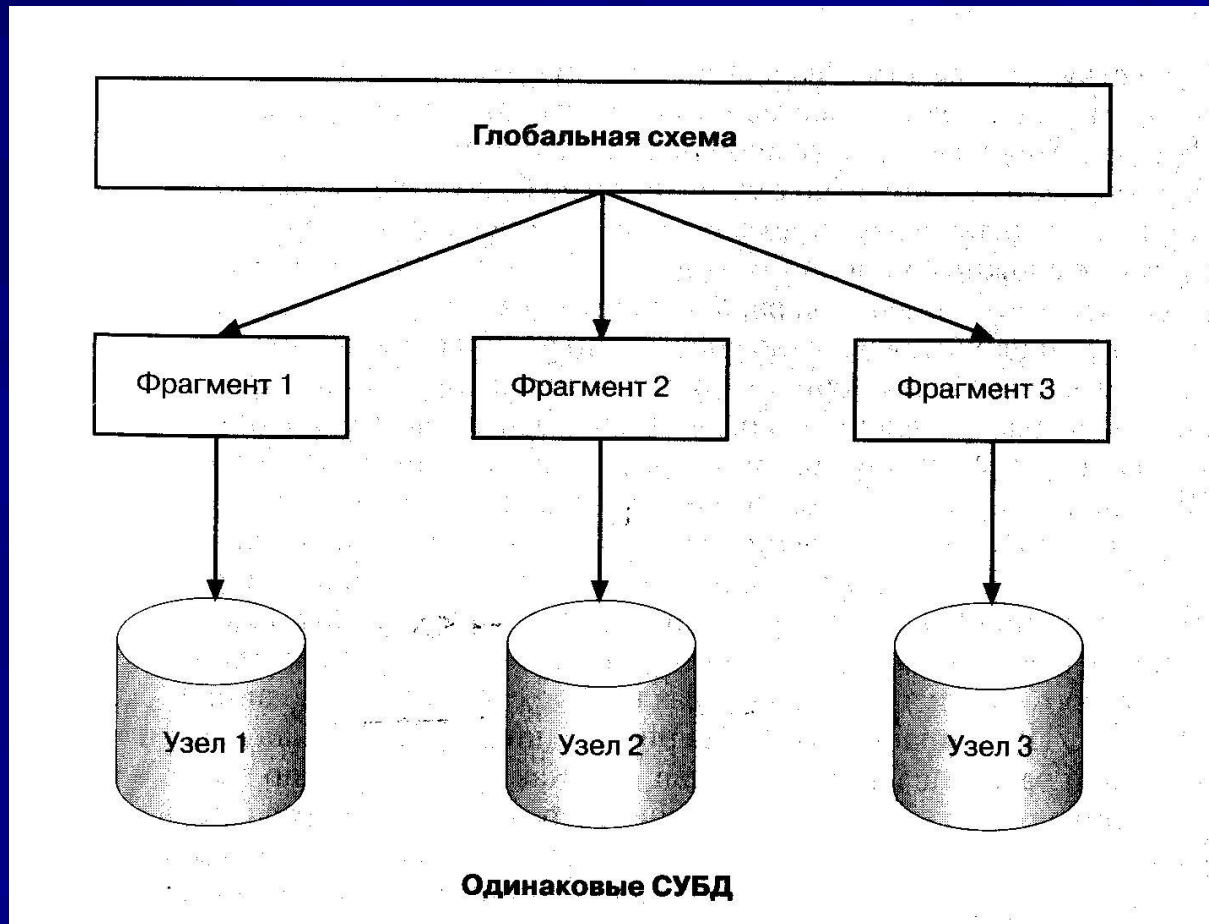 Глобальная схема
Фрагмент 1
Фрагмент 2
Фрагмент 3
Узел 1
Узел 2
Узел 3
Одинаковые СУБД